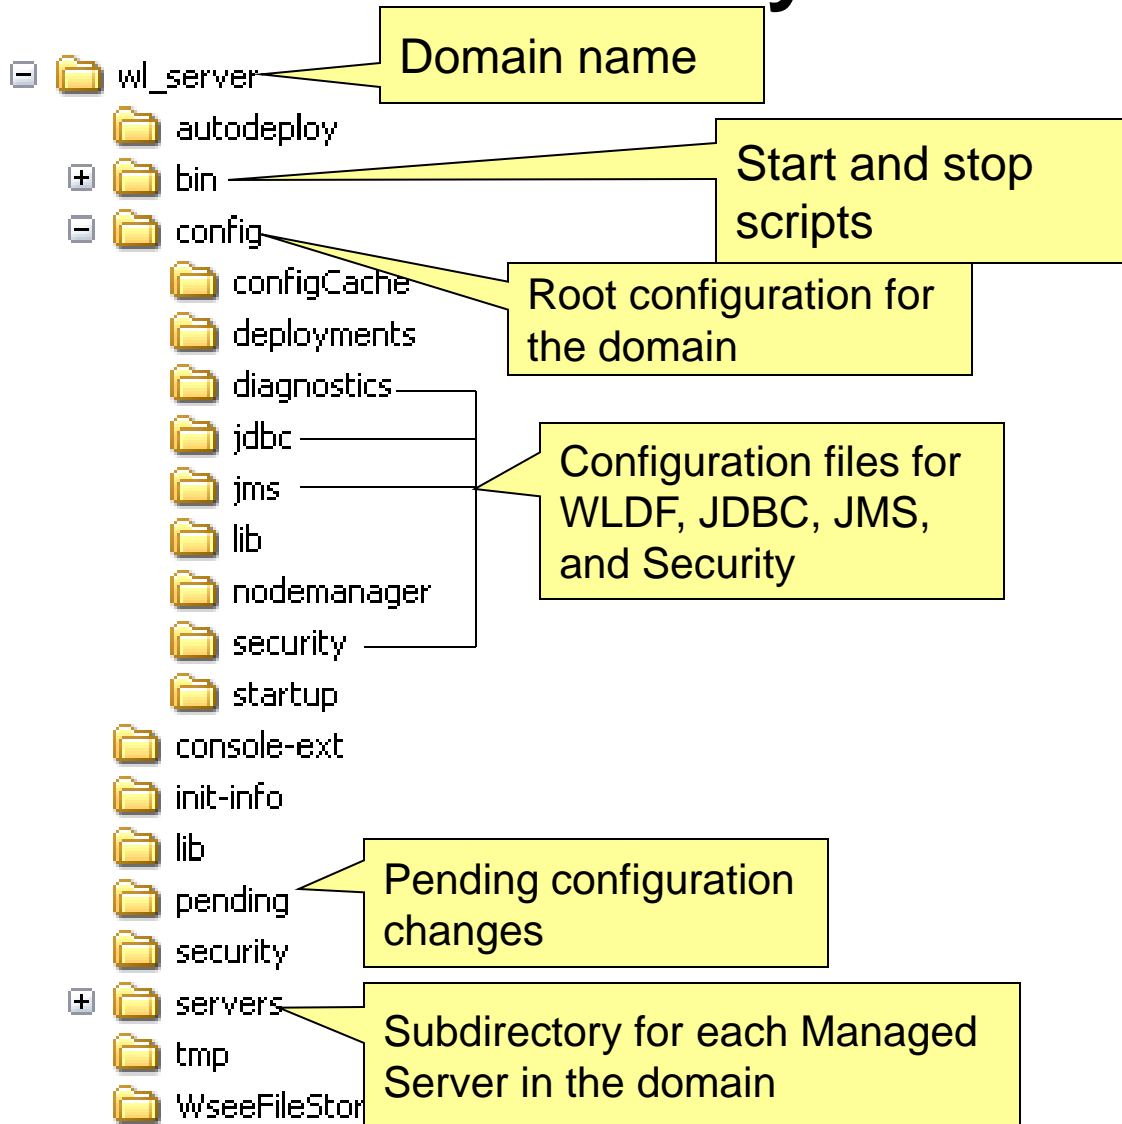 Domain name
wl_server
autodeploy
Start and stop
scripts
bin
config
Root configuration for
the domain
configCache
deployments
diagnostics
jdbc
Configuration files for
WLDF, JDBC, JMS,
and Security
jms
lib
nodemanager
security
startup
console-ext
init-info
lib
Pending configuration
changes
pending
security
servers
Subdirectory for each Managed
Server in the domain
tmp
WseeFileStor